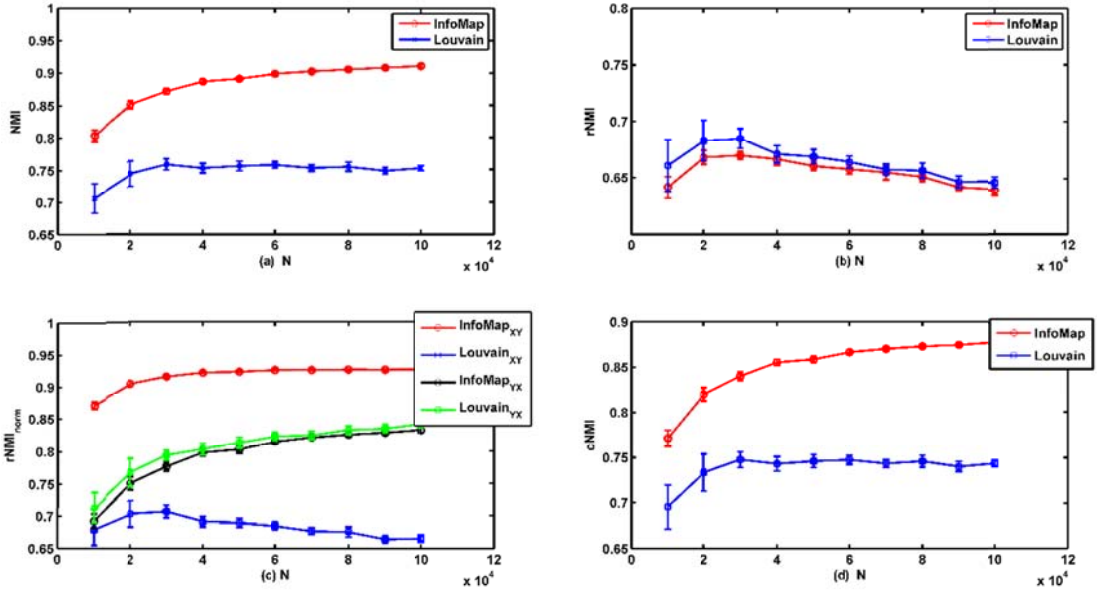 1
0.95
0.9
0.85
0.8
0.75
0.7
0.65
NMI
0 2 4 6 8 10 12
(a) N
x 10^4
InfoMap
Louvain
0.8
0.75
0.7
0.65
rNMI
0 2 4 6 8 10 12
(b) N
x 10^4
InfoMap
Louvain
1
0.95
0.9
0.85
0.8
0.75
0.7
0.65
rNMI_norm
0 2 4 6 8 10 12
(c) N
x 10^4
InfoMap_XY
Louvain_XY
InfoMap_YX
Louvain_YX
0.9
0.85
0.8
0.75
0.7
0.65
cNMI
0 2 4 6 8 10 12
(d) N
x 10^4
InfoMap
Louvain